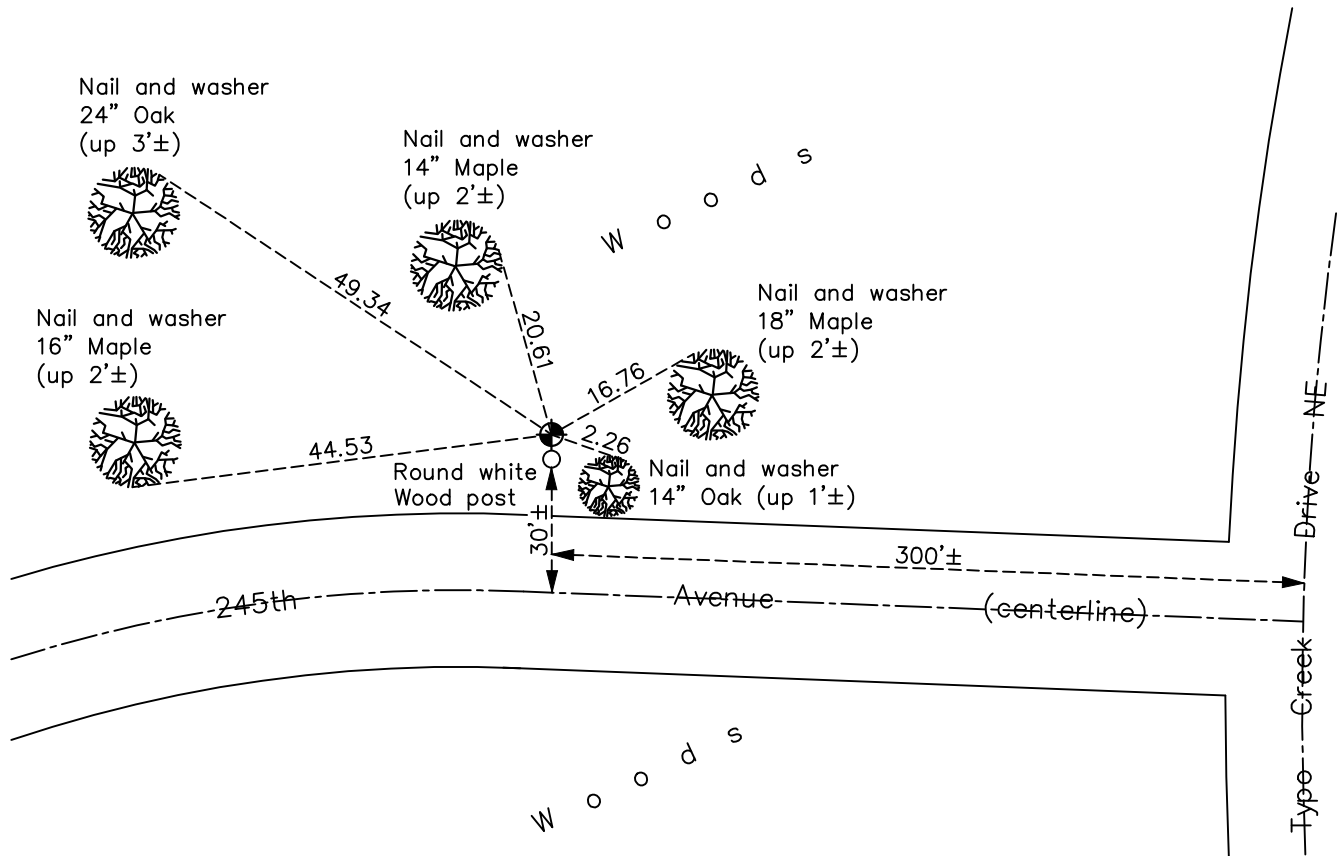 Nail and washer
24" Oak
(up 3'±)
Nail and washer
14" Maple
(up 2'±)
Woods
Nail and washer
18" Maple
(up 2'±)
Nail and washer
16" Maple
(up 2'±)
49.34
20.61
16.76
2.26
44.53
Round white
Wood post
Nail and washer
14" Oak (up 1'±)
30'±
300'±
245th Avenue (centerline)
Typo Creek Drive NE
Woods